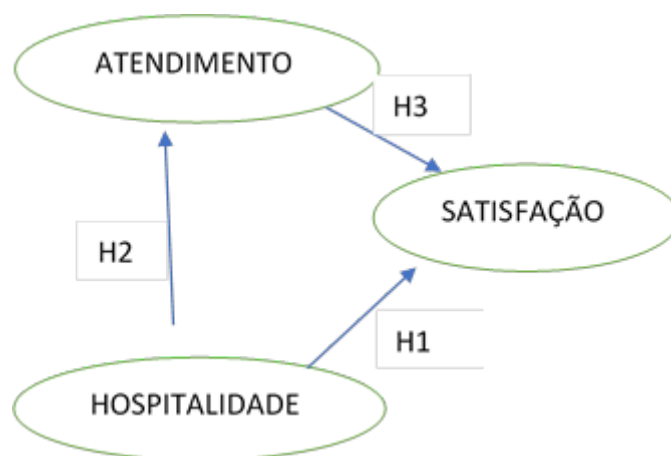 ATENDIMENTO
H3
SATISFAÇÃO
H2
H1
HOSPITALIDADE